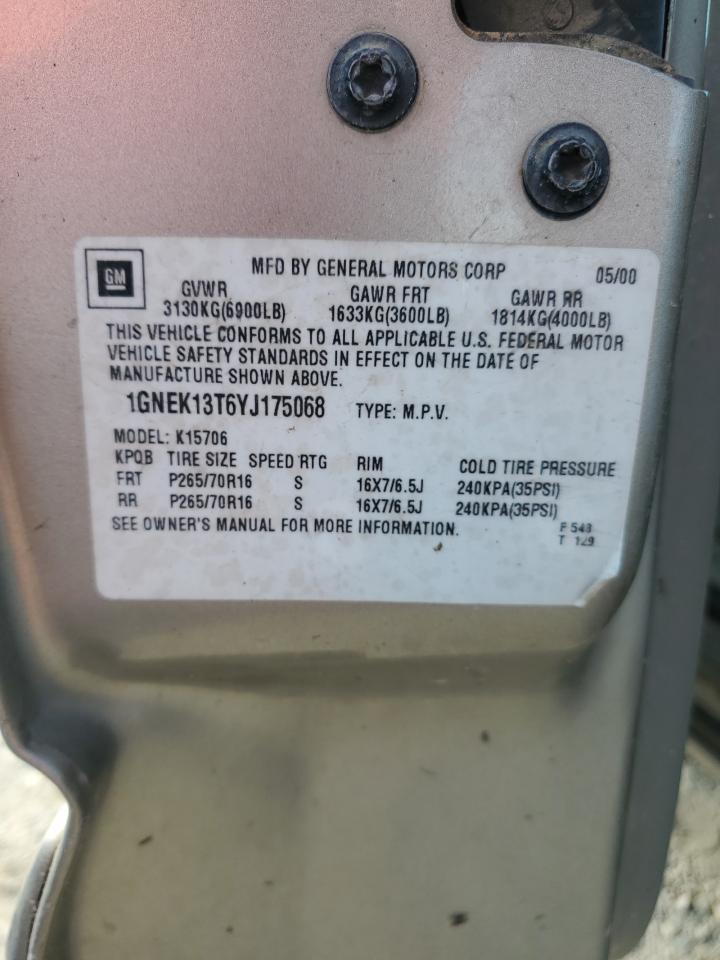 GM
MFD BY GENERAL MOTORS CORP 05/00
GVWR GAWR FRT GAWR RR
3130KG(6900LB) 1633KG(3600LB) 1814KG(4000LB)
THIS VEHICLE CONFORMS TO ALL APPLICABLE U.S. FEDERAL MOTOR
VEHICLE SAFETY STANDARDS IN EFFECT ON THE DATE OF
MANUFACTURE SHOWN ABOVE.
1GNEK13T6YJ175068 TYPE: M.P.V.
MODEL: K15706
KPQB TIRE SIZE SPEED RTG RIM COLD TIRE PRESSURE
FRT P265/70R16 S 16X7/6.5J 240KPA(35PSI)
RR P265/70R16 S 16X7/6.5J 240KPA(35PSI)
SEE OWNER'S MANUAL FOR MORE INFORMATION. F 548
T 129